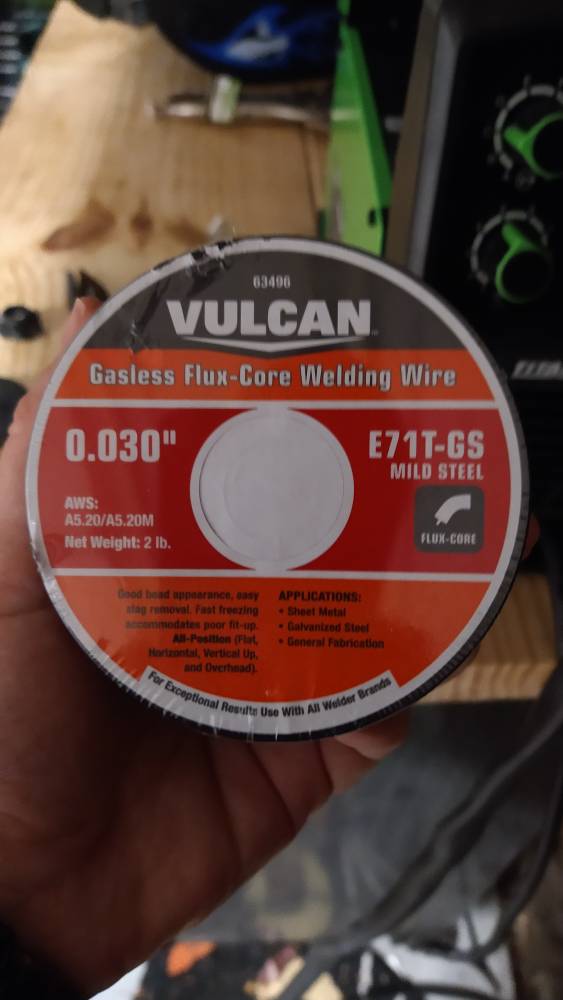 63496
VULCAN
Gasless Flux-Core Welding Wire
0.030"
E71T-GS
MILD STEEL
AWS:
A5.20/A5.20M
Net Weight: 2 lb.
FLUX-CORE
Good bead appearance, easy
slag removal. Fast freezing
accommodates poor fit-up.
All-Position (Flat,
Horizontal, Vertical Up,
and Overhead).
APPLICATIONS:
• Sheet Metal
• Galvanized Steel
• General Fabrication
For Exceptional Results Use With All Welder Brands